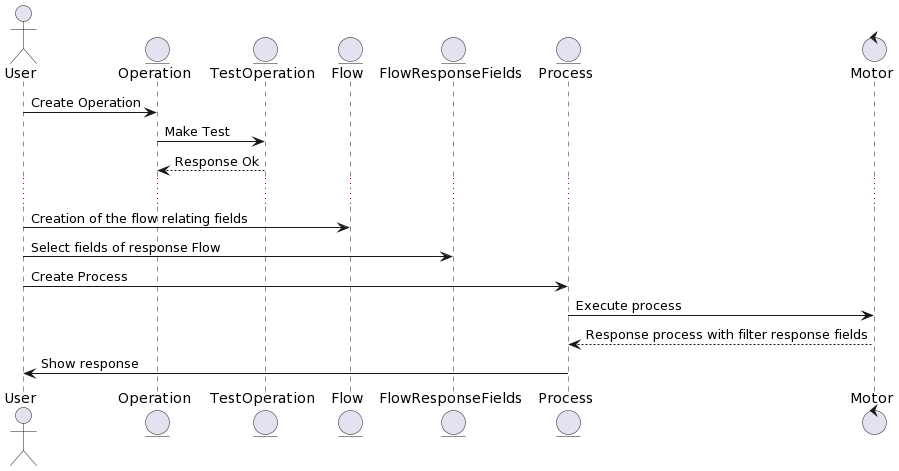 User Operation TestOperation Flow FlowResponseFields Process Motor
Create Operation
Make Test
Response Ok
Creation of the flow relating fields
Select fields of response Flow
Create Process
Execute process
Response process with filter response fields
Show response
User Operation TestOperation Flow FlowResponseFields Process Motor